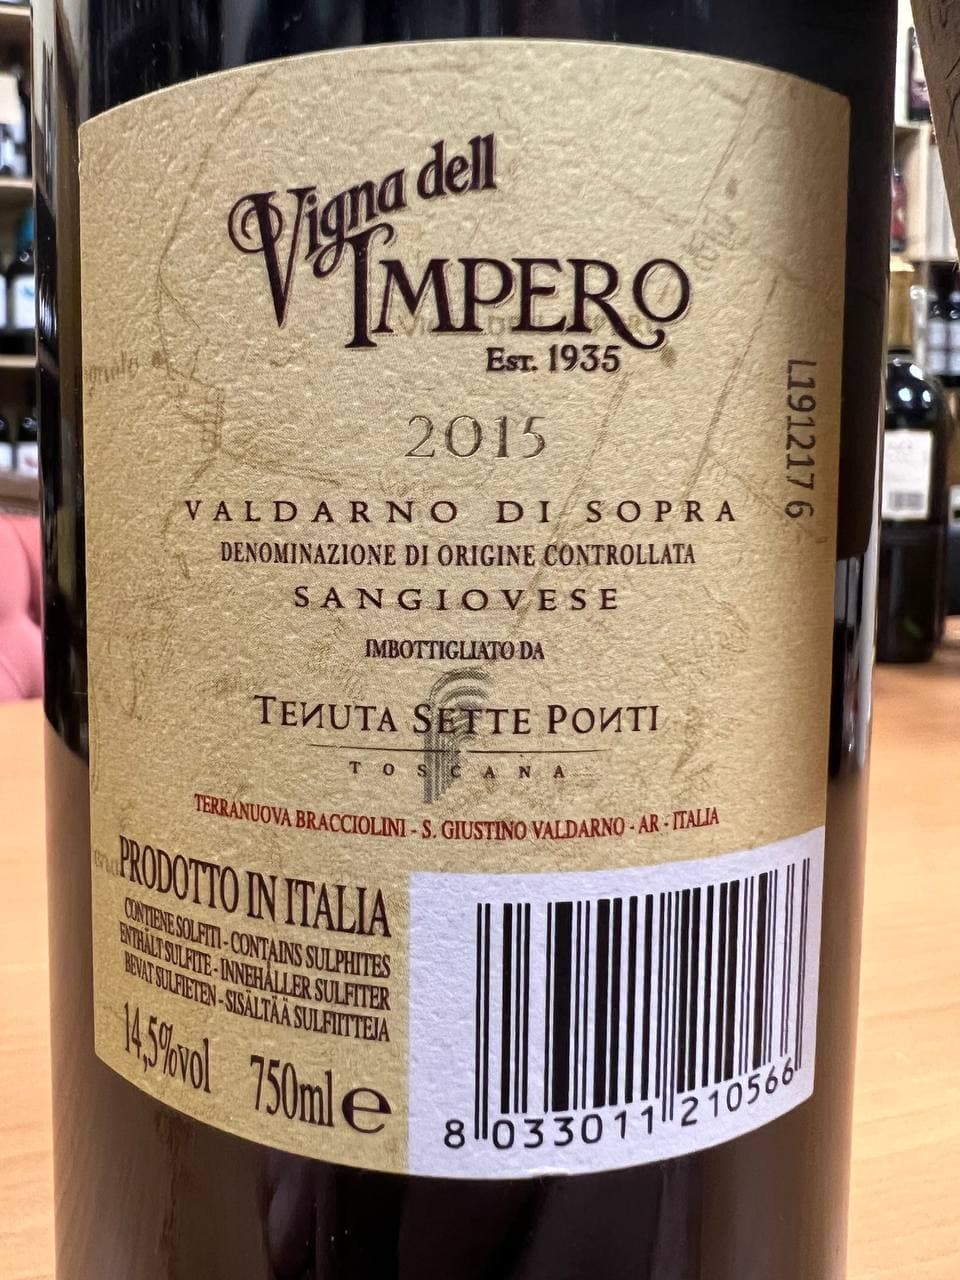 Vigna dell
IMPERO
EST. 1935
2015
L191217 6
VALDARNO DI SOPRA
DENOMINAZIONE DI ORIGINE CONTROLLATA
SANGIOVESE
IMBOTTIGLIATO DA
TENUTA SETTE PONTI
TOSCANA
TERRANUOVA BRACCIOLINI - S. GIUSTINO VALDARNO - AR - ITALIA
PRODOTTO IN ITALIA
CONTIENE SOLFITI - CONTAINS SULPHITES
ENTHÄLT SULFITE - INNEHÅLLER SULFITER
BEVAT SULFIETEN - SISÄLTÄÄ SULFIITTEJA
14,5%vol 750ml e
8 033011 210566